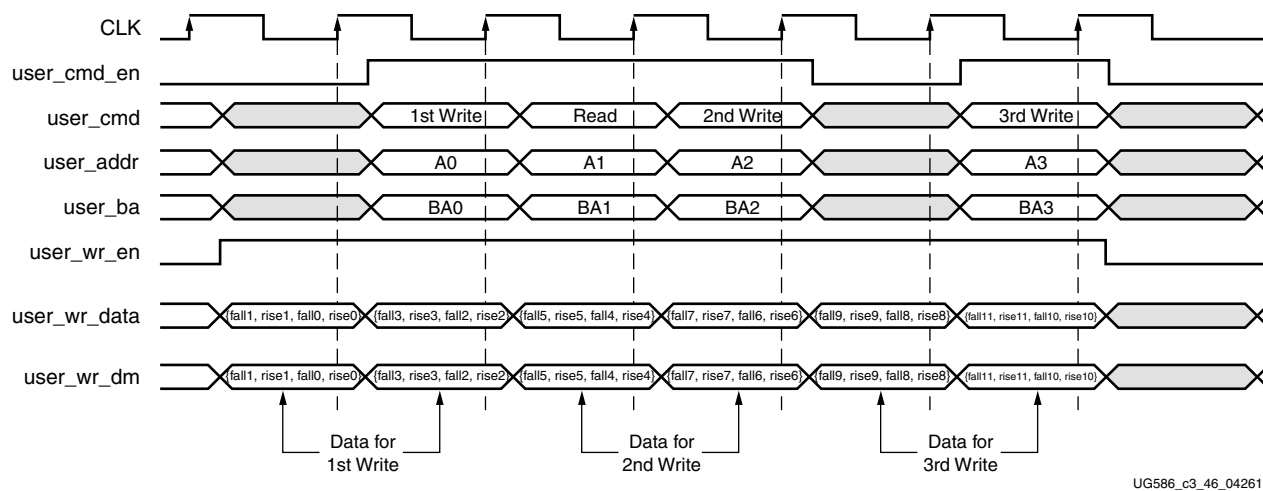 CLK
user_cmd_en
user_cmd 1st Write Read 2nd Write 3rd Write
user_addr A0 A1 A2 A3
user_ba BA0 BA1 BA2 BA3
user_wr_en
user_wr_data {fall1, rise1, fall0, rise0} {fall3, rise3, fall2, rise2} {fall5, rise5, fall4, rise4} {fall7, rise7, fall6, rise6} {fall9, rise9, fall8, rise8} {fall11, rise11, fall10, rise10}
user_wr_dm {fall1, rise1, fall0, rise0} {fall3, rise3, fall2, rise2} {fall5, rise5, fall4, rise4} {fall7, rise7, fall6, rise6} {fall9, rise9, fall8, rise8} {fall11, rise11, fall10, rise10}
Data for
1st Write
Data for
2nd Write
Data for
3rd Write
UG586_c3_46_04261